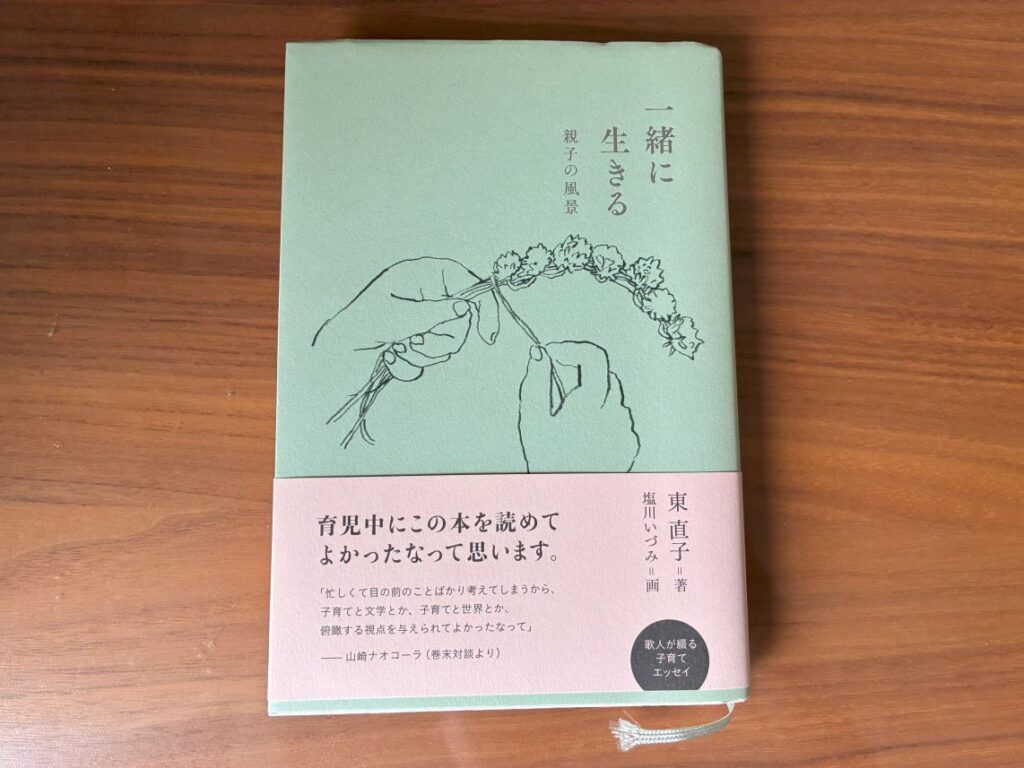 一緒に
生きる
親子の風景
育児中にこの本を読めて
よかったなって思います。
「忙しくて目の前のことばかり考えてしまうから、
子育てと文学とか、子育てと世界とか、
俯瞰する視点を与えられてよかったなって」
—— 山崎ナオコーラ（巻末対談より）
東 直子＝著
塩川いづみ＝画
歌人が綴る
子育て
エッセイ